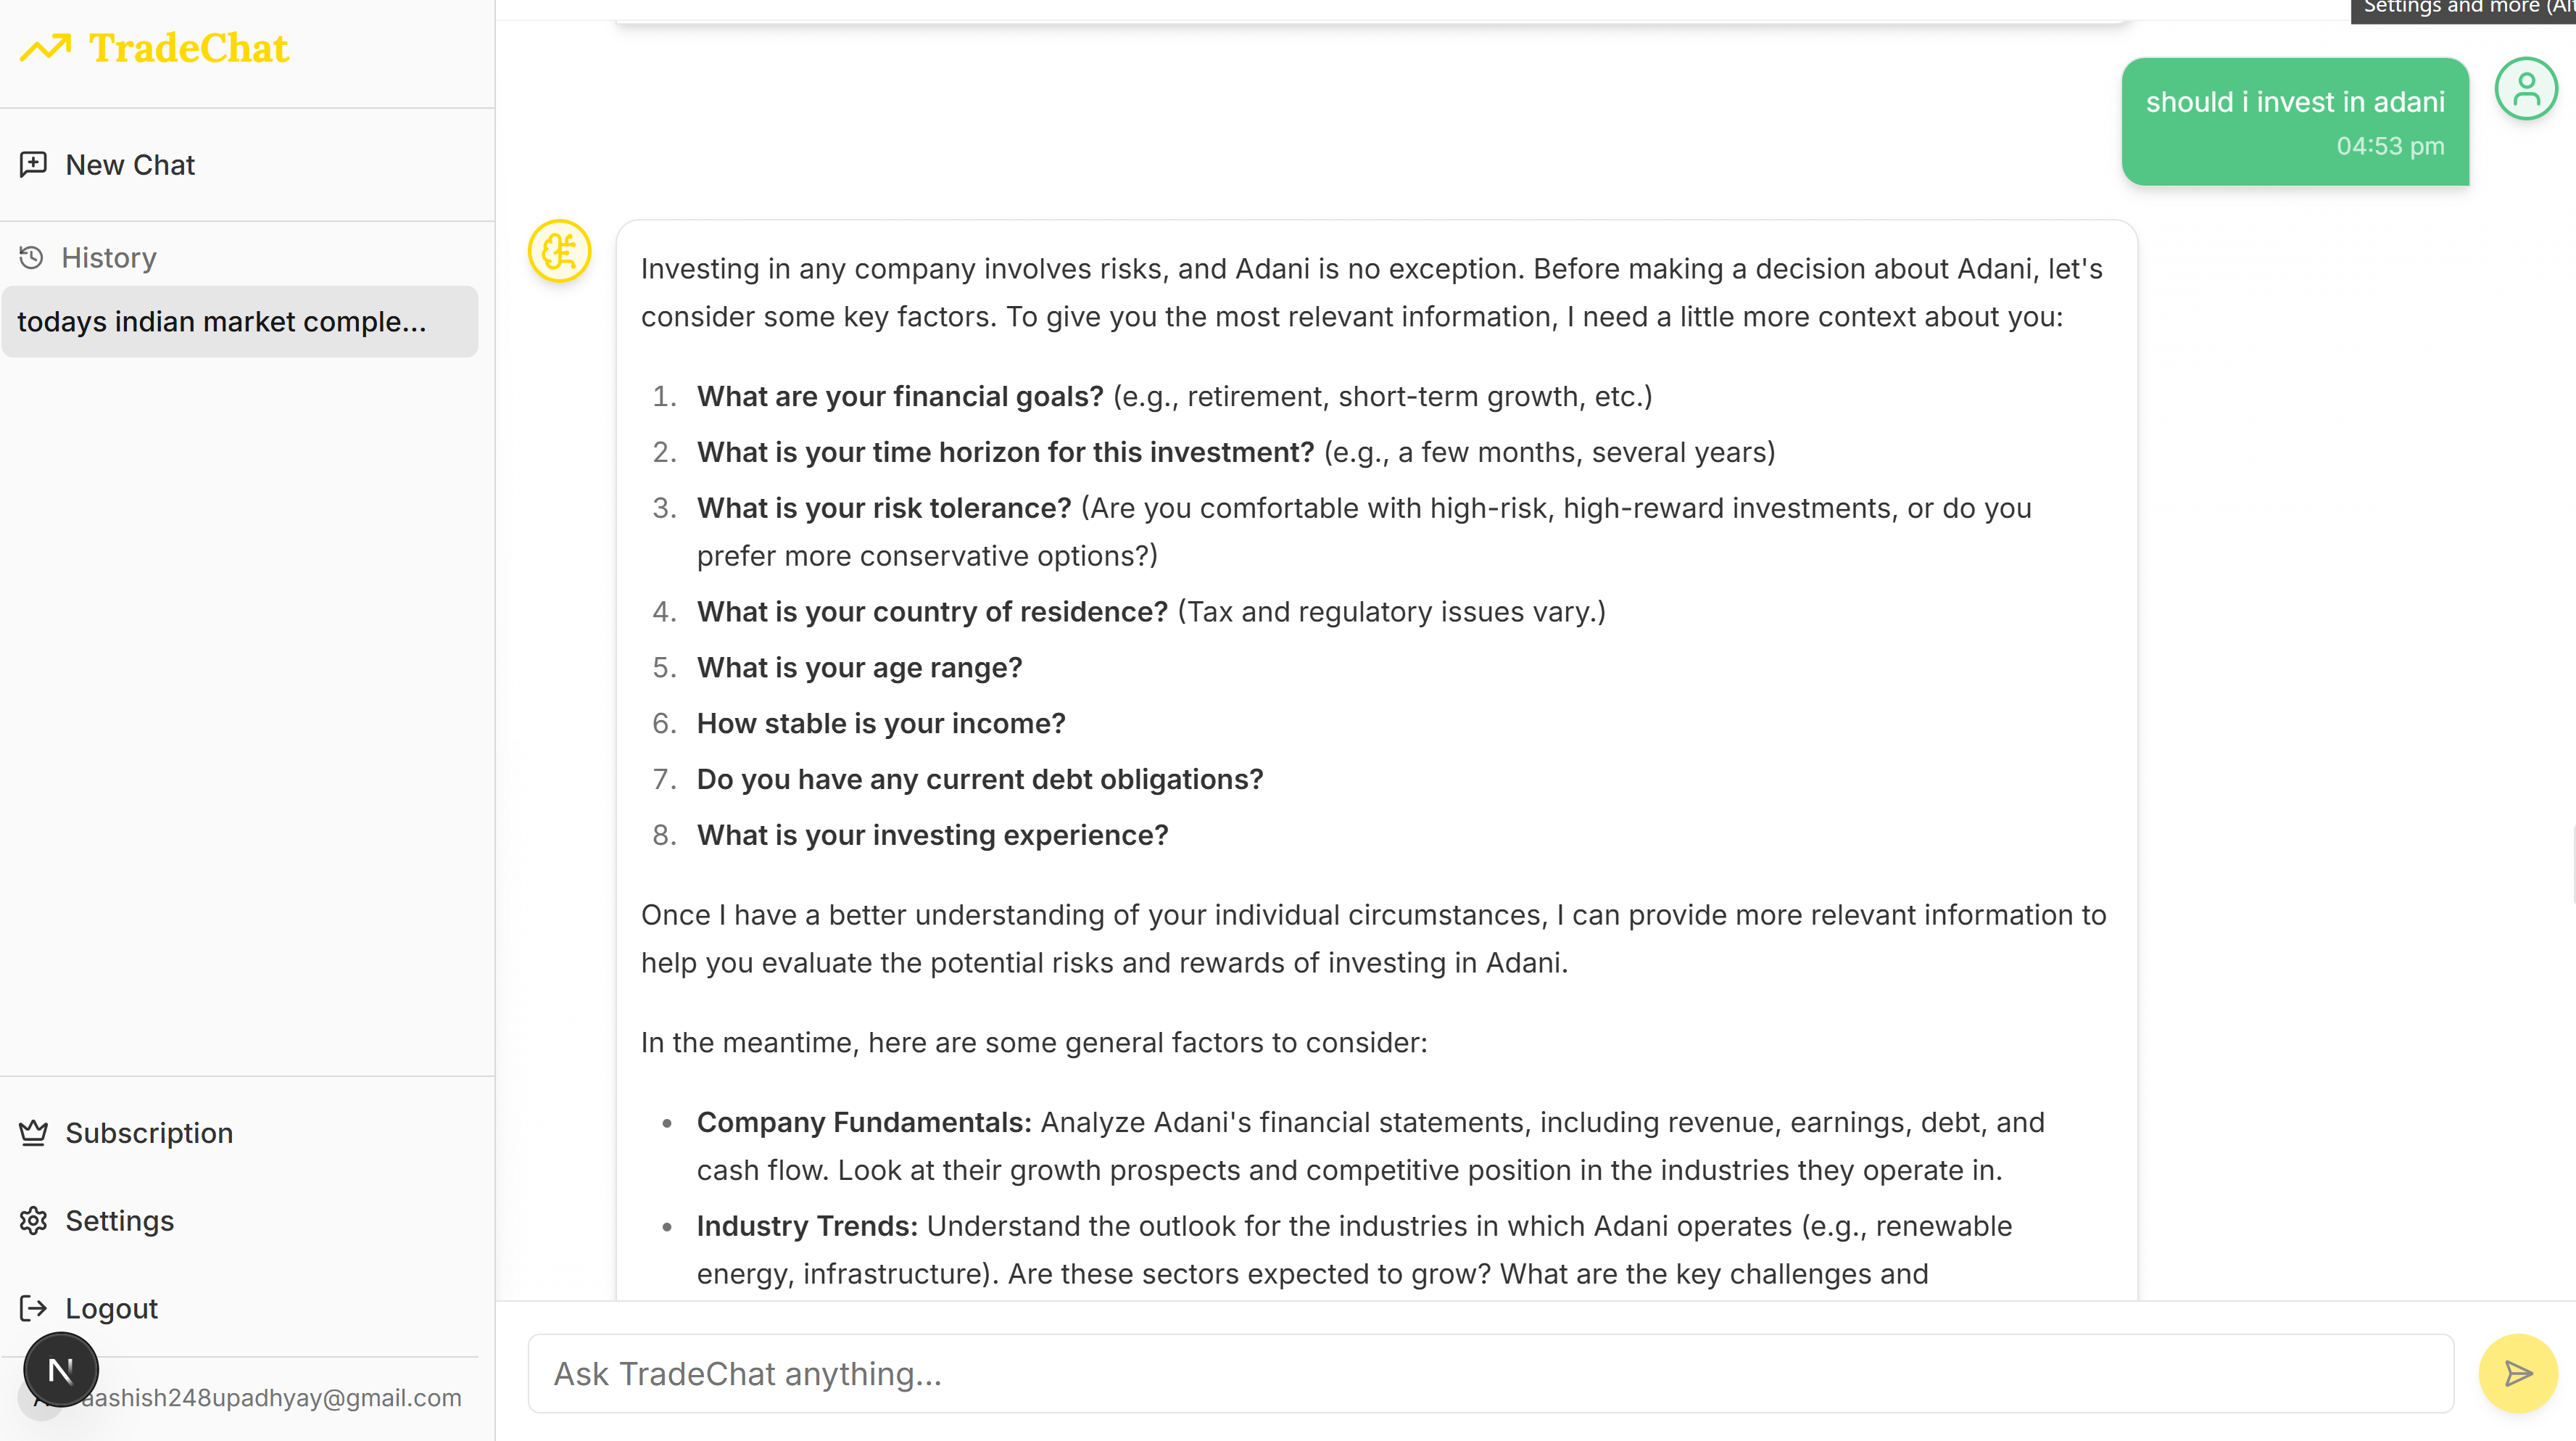 TradeChat
New Chat
History
todays indian market comple...
Subscription
Settings
Logout
N
aashish248upadhyay@gmail.com
Settings and more (Alt
should i invest in adani
04:53 pm
Investing in any company involves risks, and Adani is no exception. Before making a decision about Adani, let's
consider some key factors. To give you the most relevant information, I need a little more context about you:
1. What are your financial goals? (e.g., retirement, short-term growth, etc.)
2. What is your time horizon for this investment? (e.g., a few months, several years)
3. What is your risk tolerance? (Are you comfortable with high-risk, high-reward investments, or do you
prefer more conservative options?)
4. What is your country of residence? (Tax and regulatory issues vary.)
5. What is your age range?
6. How stable is your income?
7. Do you have any current debt obligations?
8. What is your investing experience?
Once I have a better understanding of your individual circumstances, I can provide more relevant information to
help you evaluate the potential risks and rewards of investing in Adani.
In the meantime, here are some general factors to consider:
• Company Fundamentals: Analyze Adani's financial statements, including revenue, earnings, debt, and
cash flow. Look at their growth prospects and competitive position in the industries they operate in.
• Industry Trends: Understand the outlook for the industries in which Adani operates (e.g., renewable
energy, infrastructure). Are these sectors expected to grow? What are the key challenges and
Ask TradeChat anything...